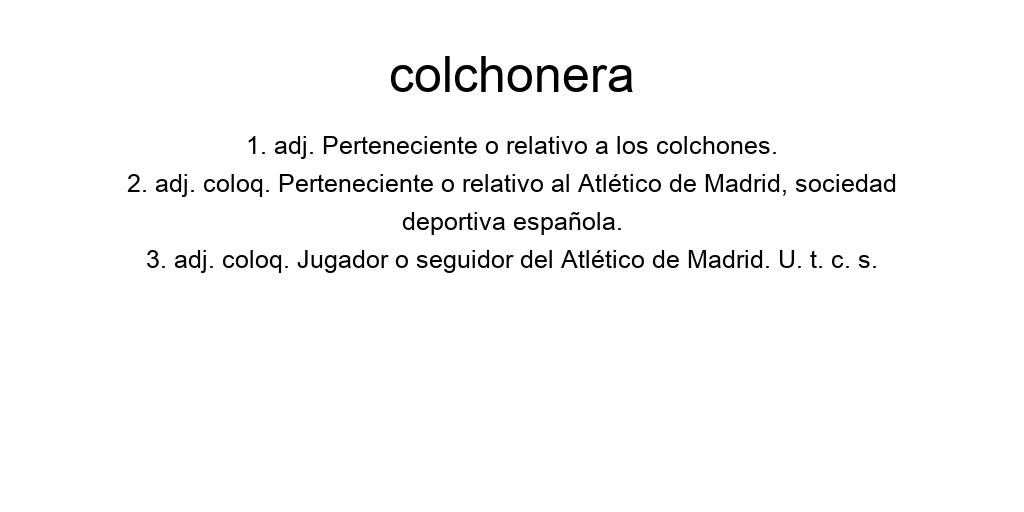 colchonera
1. adj. Perteneciente o relativo a los colchones.
2. adj. coloq. Perteneciente o relativo al Atlético de Madrid, sociedad
deportiva española.
3. adj. coloq. Jugador o seguidor del Atlético de Madrid. U. t. c. s.